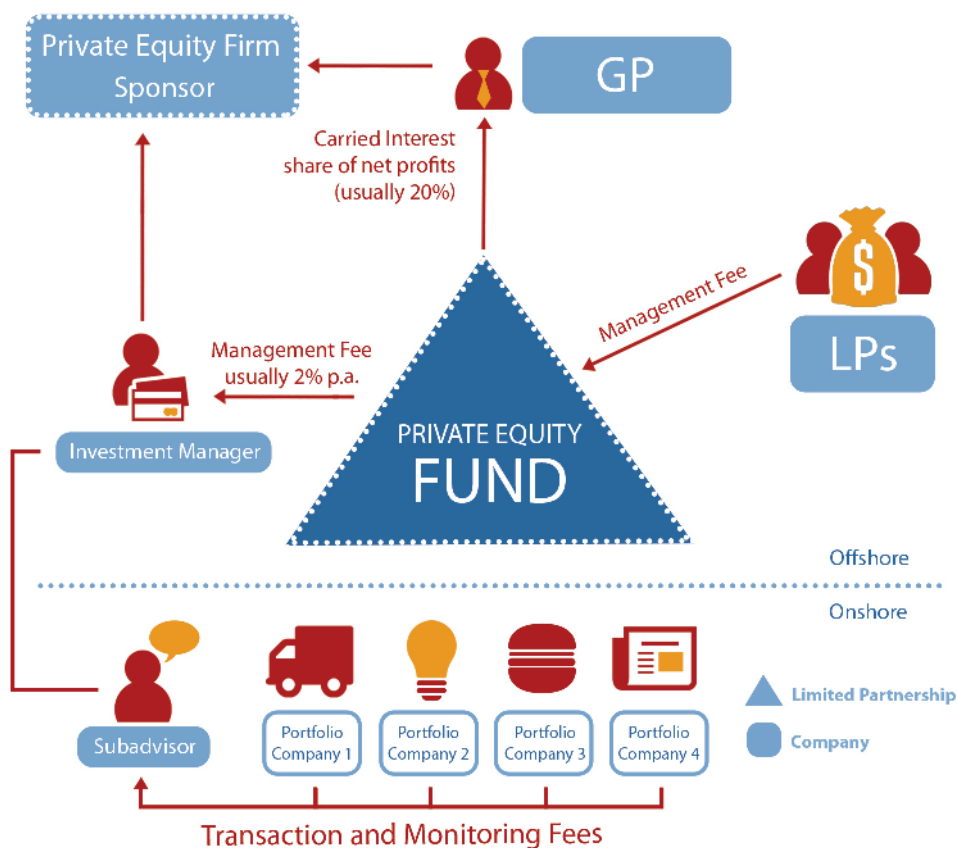 Private Equity Firm
Sponsor
GP
Carried Interest
share of net profits
(usually 20%)
$
Management Fee
LPs
Management Fee
usually 2% p.a.
Investment Manager
PRIVATE EQUITY
FUND
Offshore
Onshore
Subadvisor
Portfolio
Company 1
Portfolio
Company 2
Portfolio
Company 3
Portfolio
Company 4
Limited Partnership
Company
Transaction and Monitoring Fees